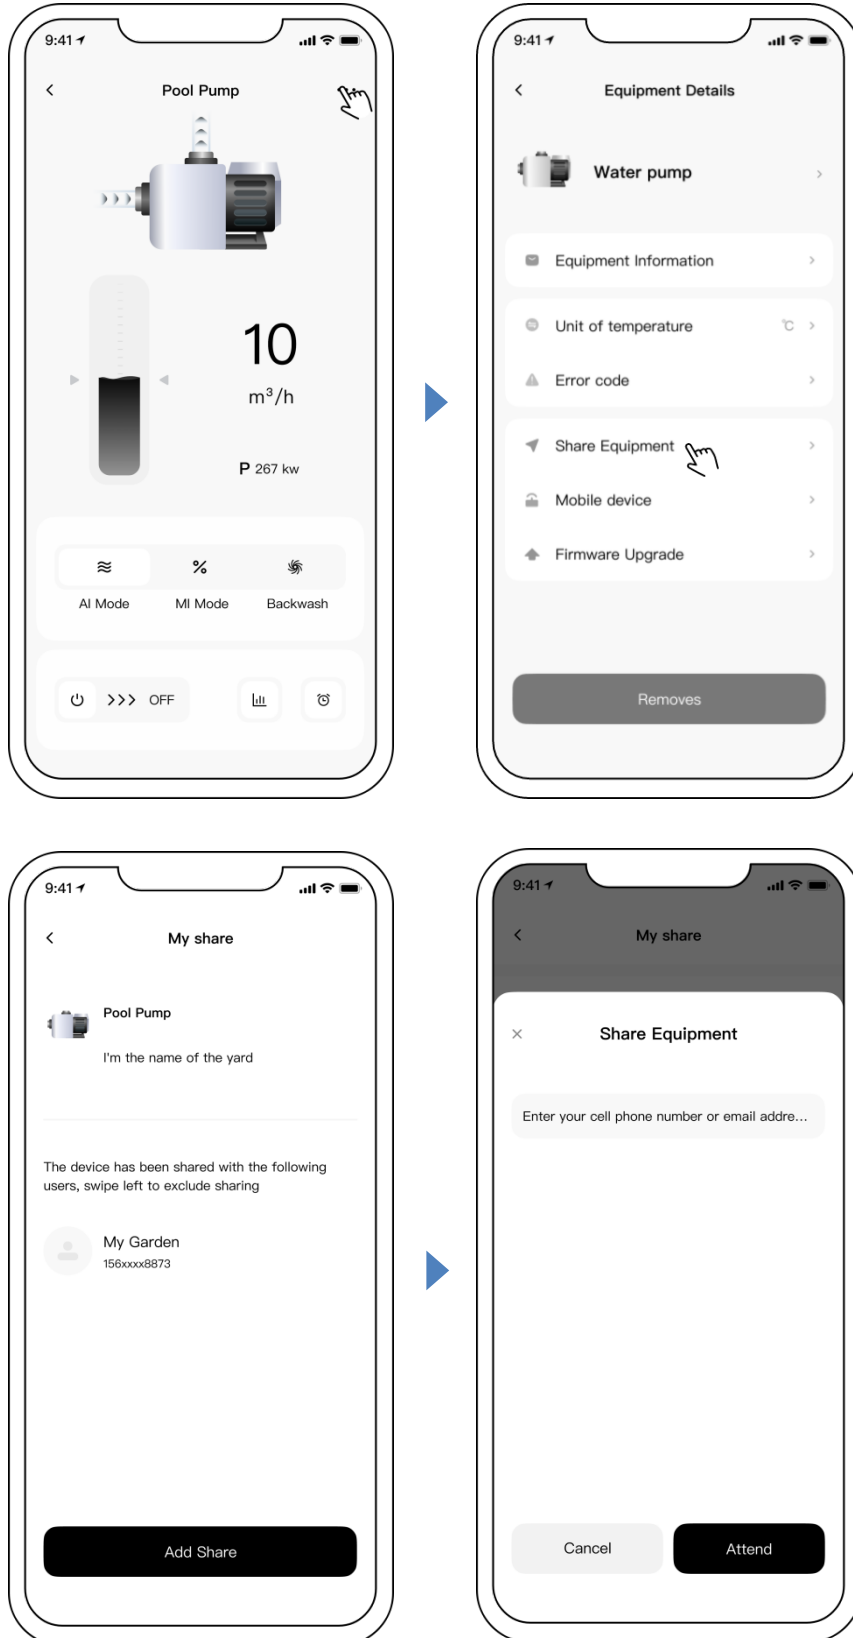 9:41
Pool Pump
10
m³/h
P 267 kw
AI Mode
MI Mode
Backwash
>>> OFF
9:41
Equipment Details
Water pump
Equipment Information
Unit of temperature
℃
Error code
Share Equipment
Mobile device
Firmware Upgrade
Removes
9:41
My share
Pool Pump
I'm the name of the yard
The device has been shared with the following
users, swipe left to exclude sharing
My Garden
156xxxx8873
Add Share
9:41
My share
Share Equipment
Enter your cell phone number or email addre...
Cancel
Attend